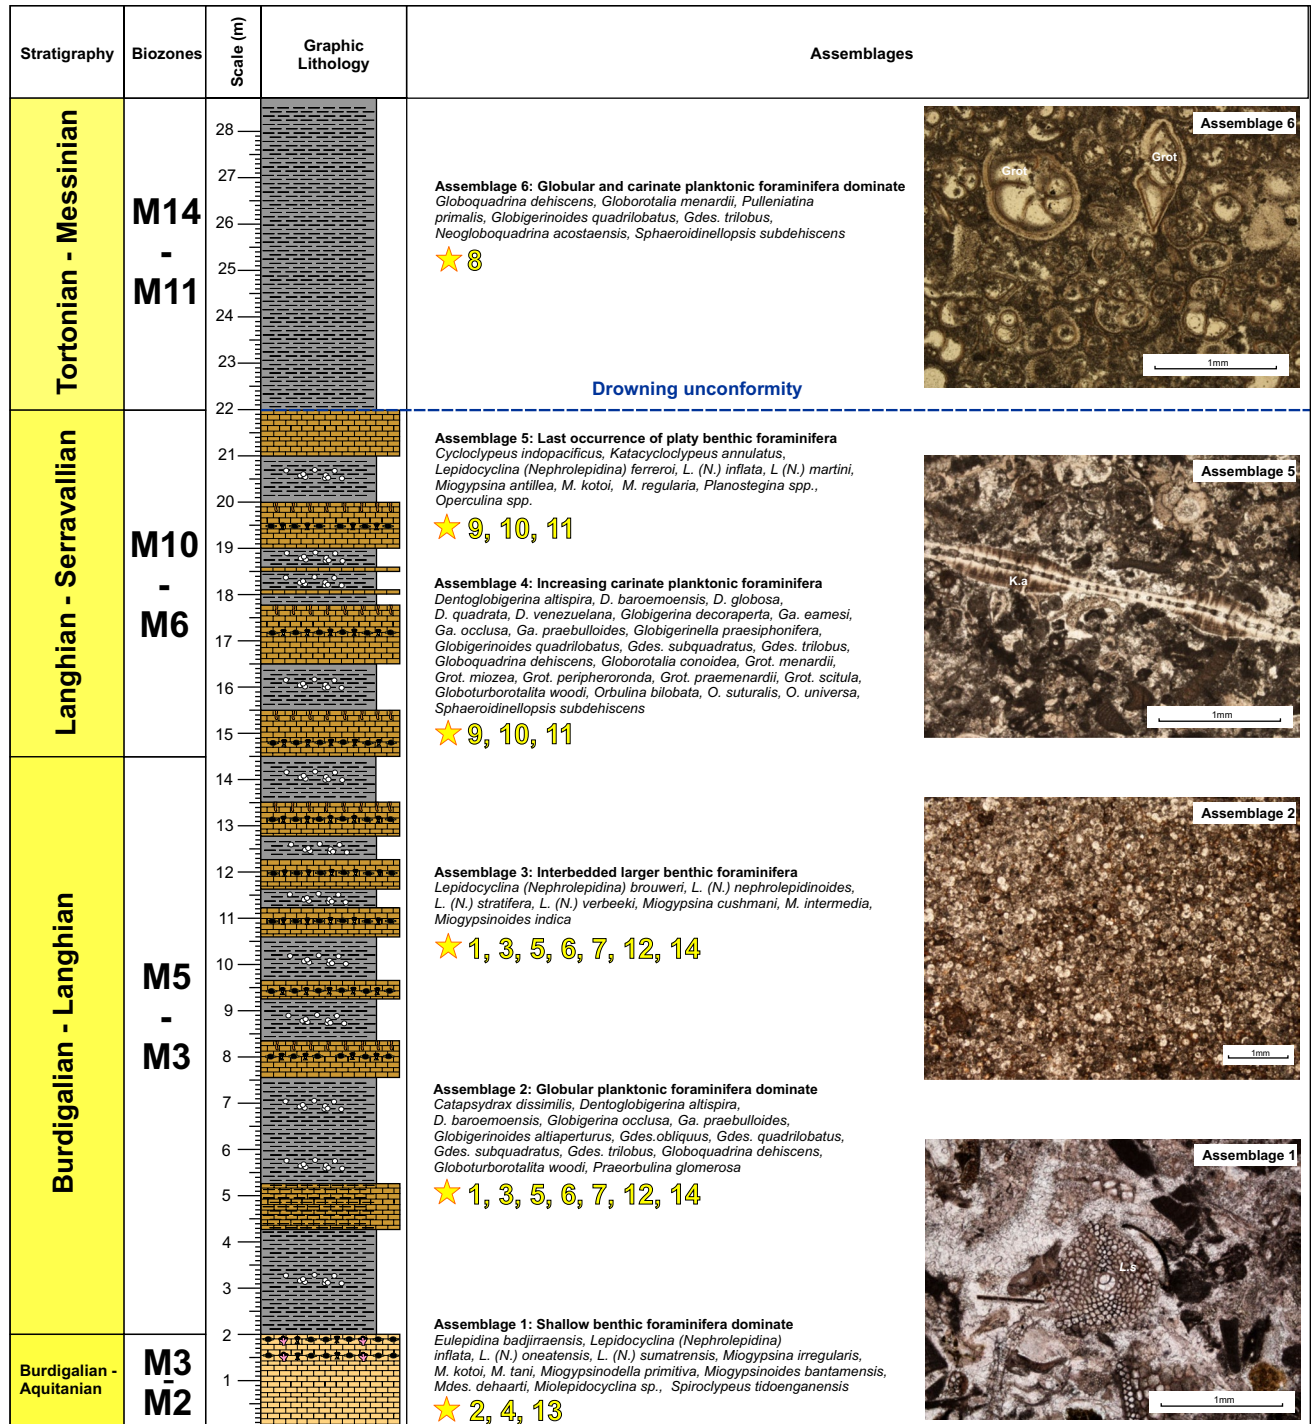 Stratigraphy
Biozones
Scale (m)
Graphic
Lithology
Assemblages
Tortonian - Messinian
M14
-
M11
28
27
26
25
24
23
22
Assemblage 6: Globular and carinate planktonic foraminifera dominate
Globoquadrina dehiscens, Globorotalia menardii, Pulleniatina
primalis, Globigerinoides quadrilobatus, Gdes. trilobus,
Neogloboquadrina acostaensis, Sphaeroidinellopsis subdehiscens
8
Assemblage 6
Grot
Grot
1mm
Drowning unconformity
Langhian - Serravallian
M10
-
M6
21
20
19
18
17
16
15
Assemblage 5: Last occurrence of platy benthic foraminifera
Cycloclypeus indopacificus, Katacycloclypeus annulatus,
Lepidocyclina (Nephrolepidina) ferreroi, L. (N.) inflata, L (N.) martini,
Miogypsina antillea, M. kotoi, M. regularia, Planostegina spp.,
Operculina spp.
9, 10, 11
Assemblage 5
K.a
1mm
Assemblage 4: Increasing carinate planktonic foraminifera
Dentoglobigerina altispira, D. baroemoensis, D. globosa,
D. quadrata, D. venezuelana, Globigerina decoraperta, Ga. eamesi,
Ga. occlusa, Ga. praebulloides, Globigerinella praesiphonifera,
Globigerinoides quadrilobatus, Gdes. subquadratus, Gdes. trilobus,
Globoquadrina dehiscens, Globorotalia conoidea, Grot. menardii,
Grot. miozea, Grot. peripheroronda, Grot. praemenardii, Grot. scitula,
Globoturborotalita woodi, Orbulina bilobata, O. suturalis, O. universa,
Sphaeroidinellopsis subdehiscens
9, 10, 11
Burdigalian - Langhian
M5
-
M3
14
13
12
11
10
9
8
7
6
5
4
3
2
Assemblage 3: Interbedded larger benthic foraminifera
Lepidocyclina (Nephrolepidina) brouweri, L. (N.) nephrolepidinoides,
L. (N.) stratifera, L. (N.) verbeeki, Miogypsina cushmani, M. intermedia,
Miogypsinoides indica
1, 3, 5, 6, 7, 12, 14
Assemblage 2
1mm
Assemblage 2: Globular planktonic foraminifera dominate
Catapsydrax dissimilis, Dentoglobigerina altispira,
D. baroemoensis, Globigerina occlusa, Ga. praebulloides,
Globigerinoides altiaperturus, Gdes.obliquus, Gdes. quadrilobatus,
Gdes. subquadratus, Gdes. trilobus, Globoquadrina dehiscens,
Globoturborotalita woodi, Praeorbulina glomerosa
1, 3, 5, 6, 7, 12, 14
Assemblage 1
L.s
1mm
Burdigalian -
Aquitanian
M3
-
M2
1
Assemblage 1: Shallow benthic foraminifera dominate
Eulepidina badjirraensis, Lepidocyclina (Nephrolepidina)
inflata, L. (N.) oneatensis, L. (N.) sumatrensis, Miogypsina irregularis,
M. kotoi, M. tani, Miogypsinodella primitiva, Miogypsinoides bantamensis,
Mdes. dehaarti, Miolepidocyclina sp., Spiroclypeus tidoenganensis
2, 4, 13